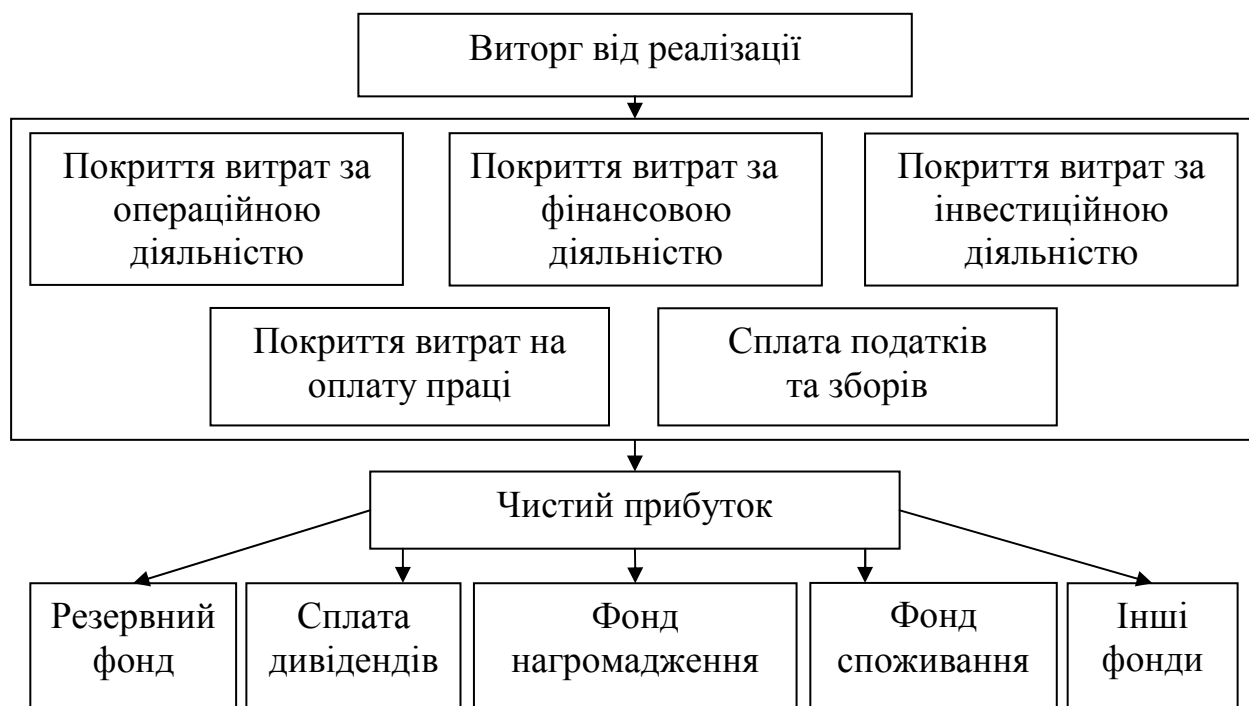 Виторг від реалізації
Покриття витрат за
операційною
діяльністю
Покриття витрат за
фінансовою
діяльністю
Покриття витрат за
інвестиційною
діяльністю
Покриття витрат на
оплату праці
Сплата податків
та зборів
Чистий прибуток
Резервний
фонд
Сплата
дивідендів
Фонд
нагромадження
Фонд
споживання
Інші
фонди